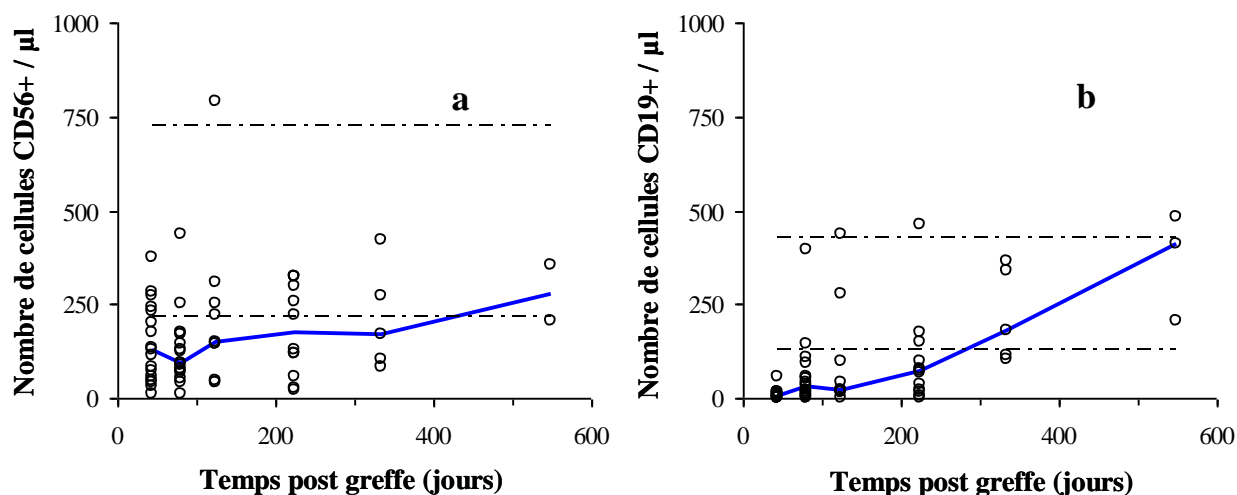 Nombre de cellules CD56+ / µl
1000
750
500
250
0
a
0 200 400 600
Temps post greffe (jours)
Nombre de cellules CD19+ / µl
1000
750
500
250
0
b
0 200 400 600
Temps post greffe (jours)